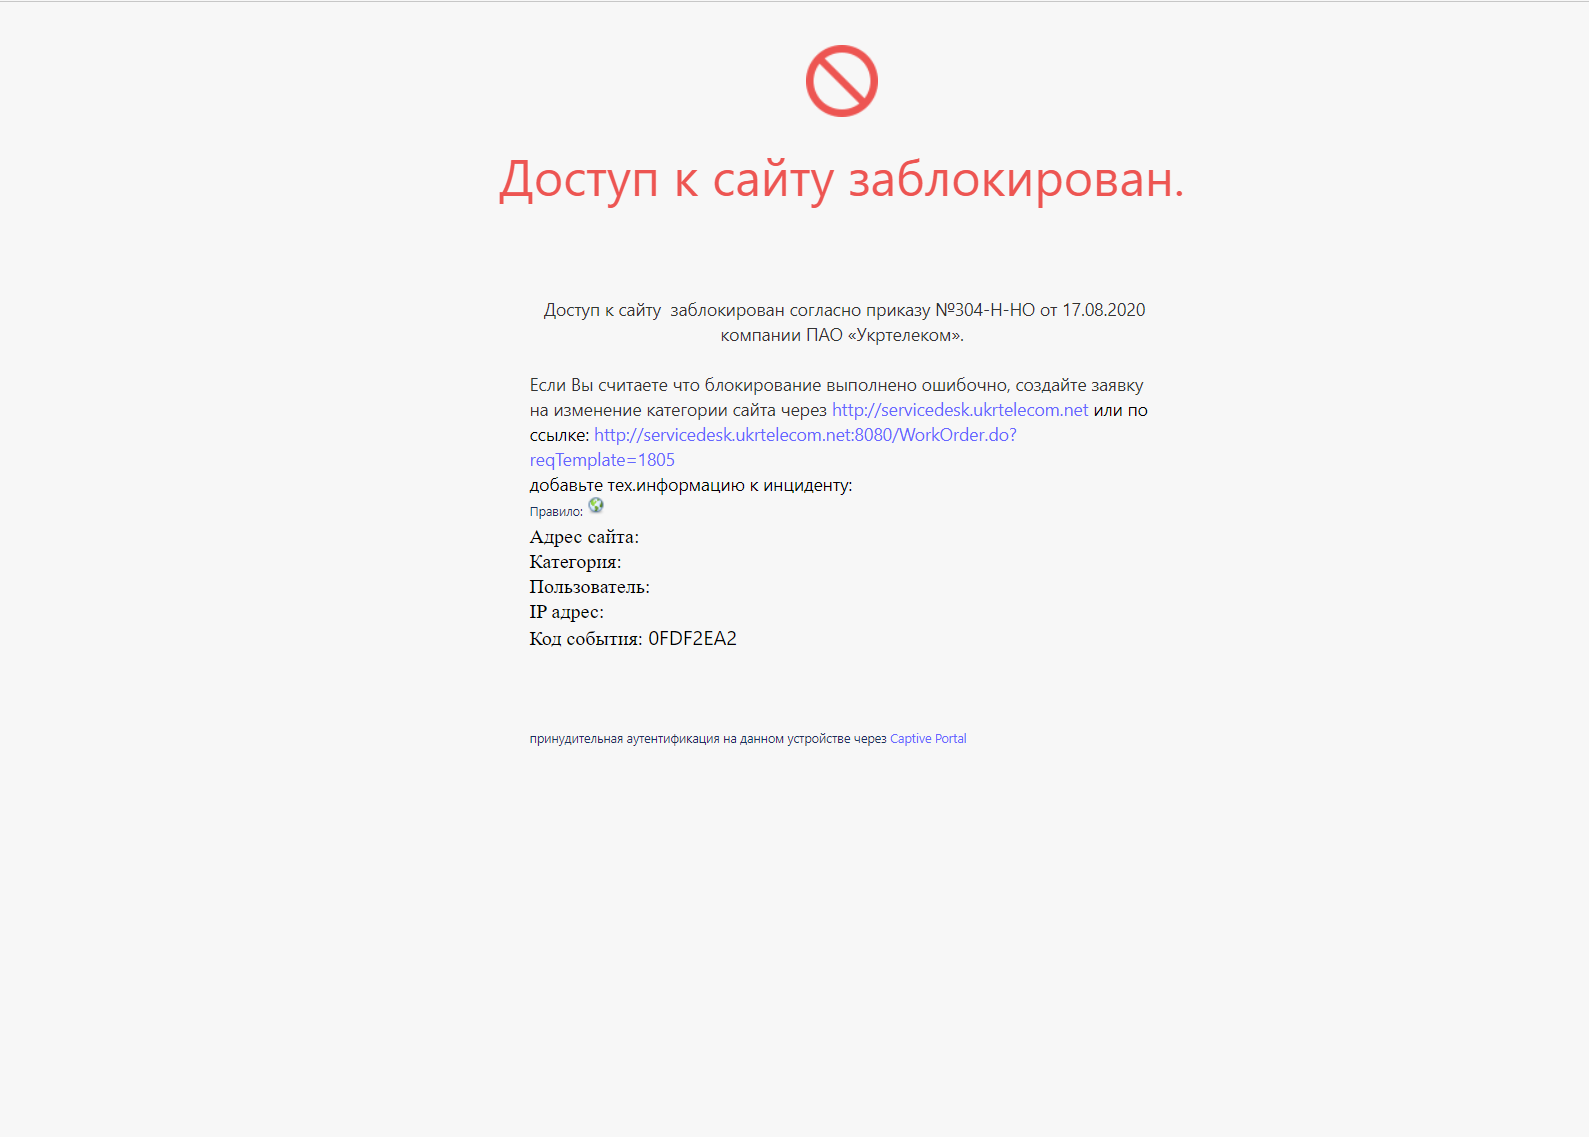 Доступ к сайту заблокирован.
Доступ к сайту  заблокирован согласно приказу №304-Н-НО от 17.08.2020
компании ПАО «Укртелеком».
Если Вы считаете что блокирование выполнено ошибочно, создайте заявку
на изменение категории сайта через http://servicedesk.ukrtelecom.net или по
ссылке: http://servicedesk.ukrtelecom.net:8080/WorkOrder.do?
reqTemplate=1805
добавьте тех.информацию к инциденту:
Правило:
Адрес сайта:
Категория:
Пользователь:
IP адрес:
Код события: 0FDF2EA2
принудительная аутентификация на данном устройстве через Captive Portal